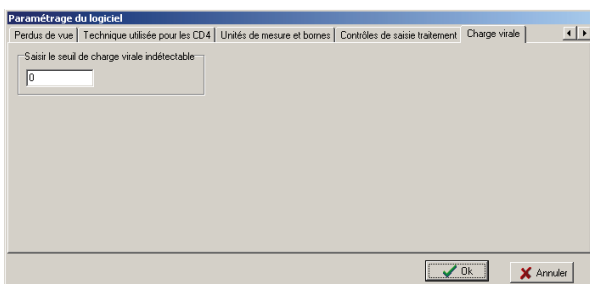 Paramétrage du logiciel
Perdus de vue Technique utilisée pour les CD4 Unités de mesure et bornes Contrôles de saisie traitement Charge virale
Saisir le seuil de charge virale indétectable
0
Ok Annuler